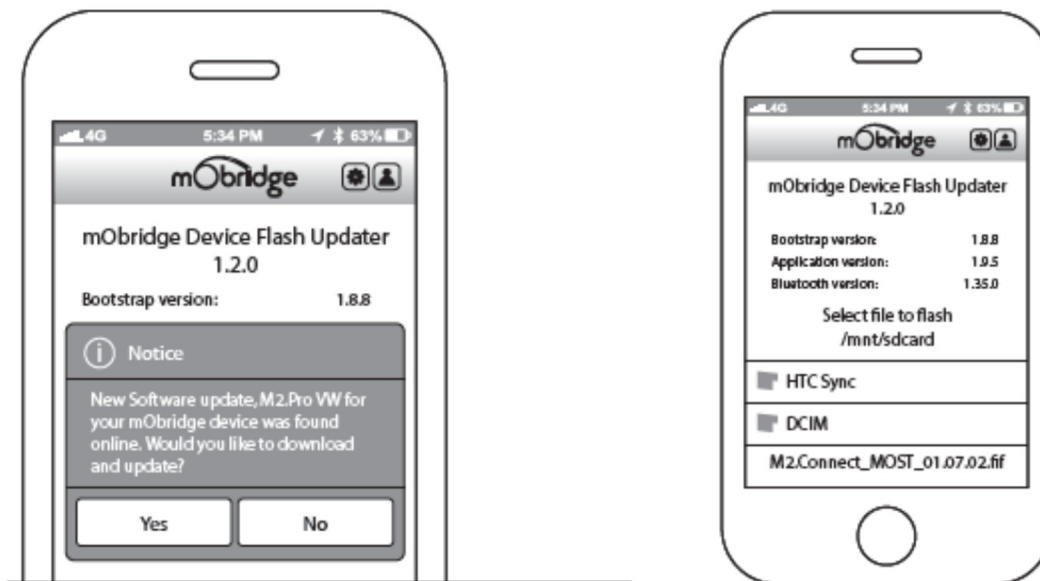 4G 5:34 PM 63%
mObridge
mObridge Device Flash Updater
1.2.0
Bootstrap version: 1.8.8
Notice
New Software update, M2.Pro VW for
your mObridge device was found
online. Would you like to download
and update?
Yes No
4G 5:34 PM 63%
mObridge
mObridge Device Flash Updater
1.2.0
Bootstrap version: 1.8.8
Application version: 1.9.5
Bluetooth version: 1.35.0
Select file to flash
/mnt/sdcard
HTC Sync
DCIM
M2.Connect_MOST_01.07.02.fif